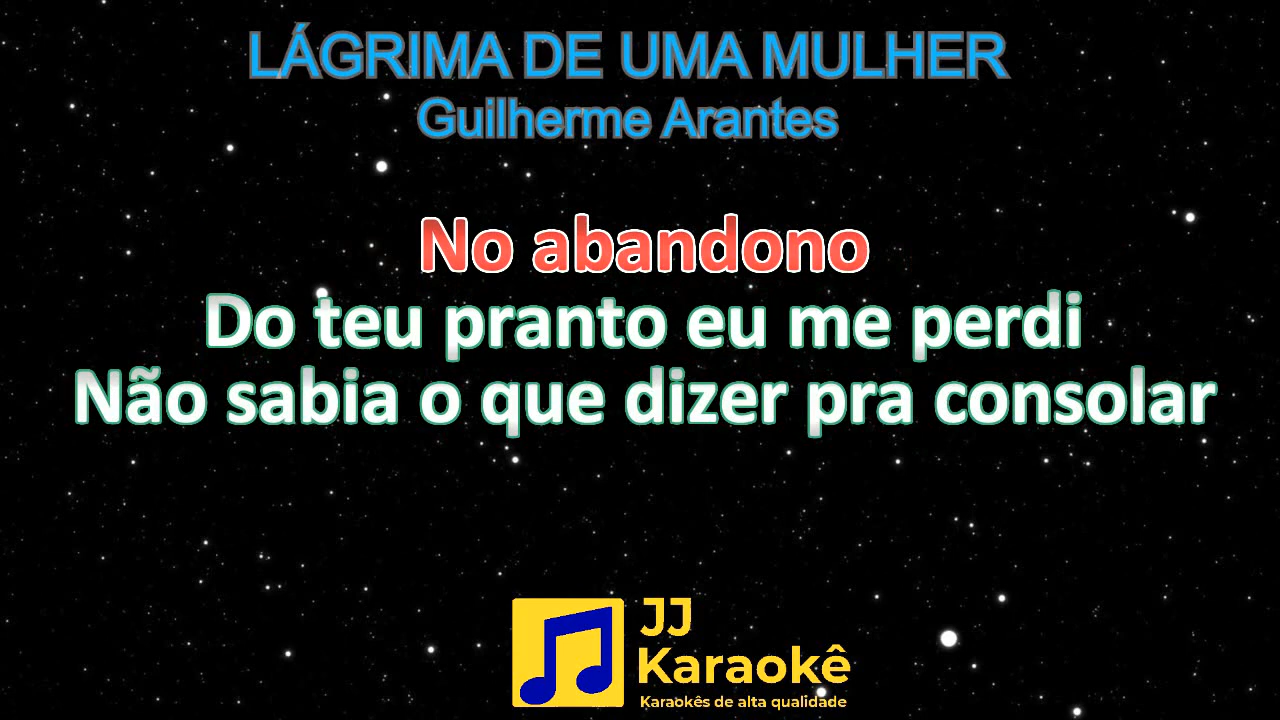 LÁGRIMA DE UMA MULHER
Guilherme Arantes
No abandono
Do teu pranto eu me perdi
Não sabia o que dizer pra consolar
JJ
Karaokê
Karaokês de alta qualidade